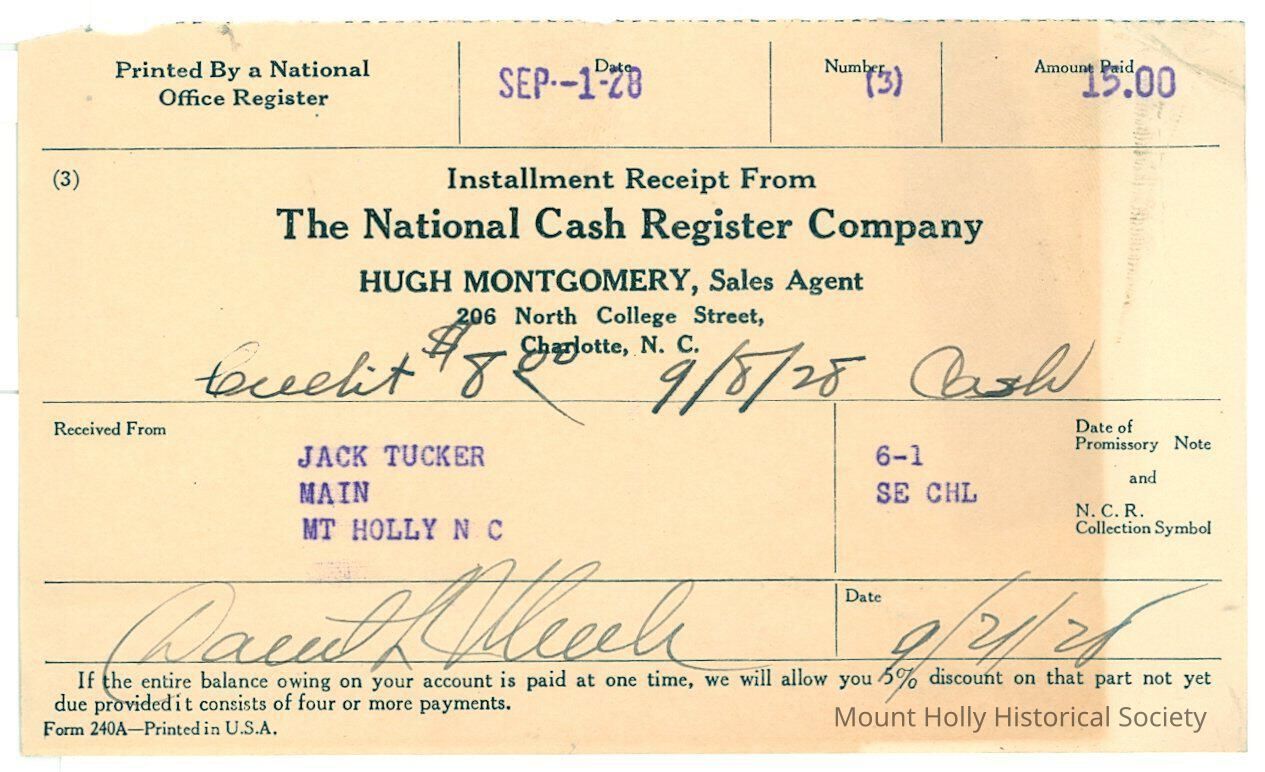 Printed By a National
Office Register
Date
SEP.-1-28
Number
(3)
Amount Paid
15.00
(3)
Installment Receipt From
The National Cash Register Company
HUGH MONTGOMERY, Sales Agent
206 North College Street,
Charlotte, N. C.
Credit $8 00 9/8/28 Cash
Received From
JACK TUCKER
MAIN
MT HOLLY N C
6-1
SE CHL
Date of
Promissory Note
and
N. C. R.
Collection Symbol
Date
9/21/28
If the entire balance owing on your account is paid at one time, we will allow you 5% discount on that part not yet
due provided it consists of four or more payments.
Form 240A—Printed in U.S.A.
Mount Holly Historical Society